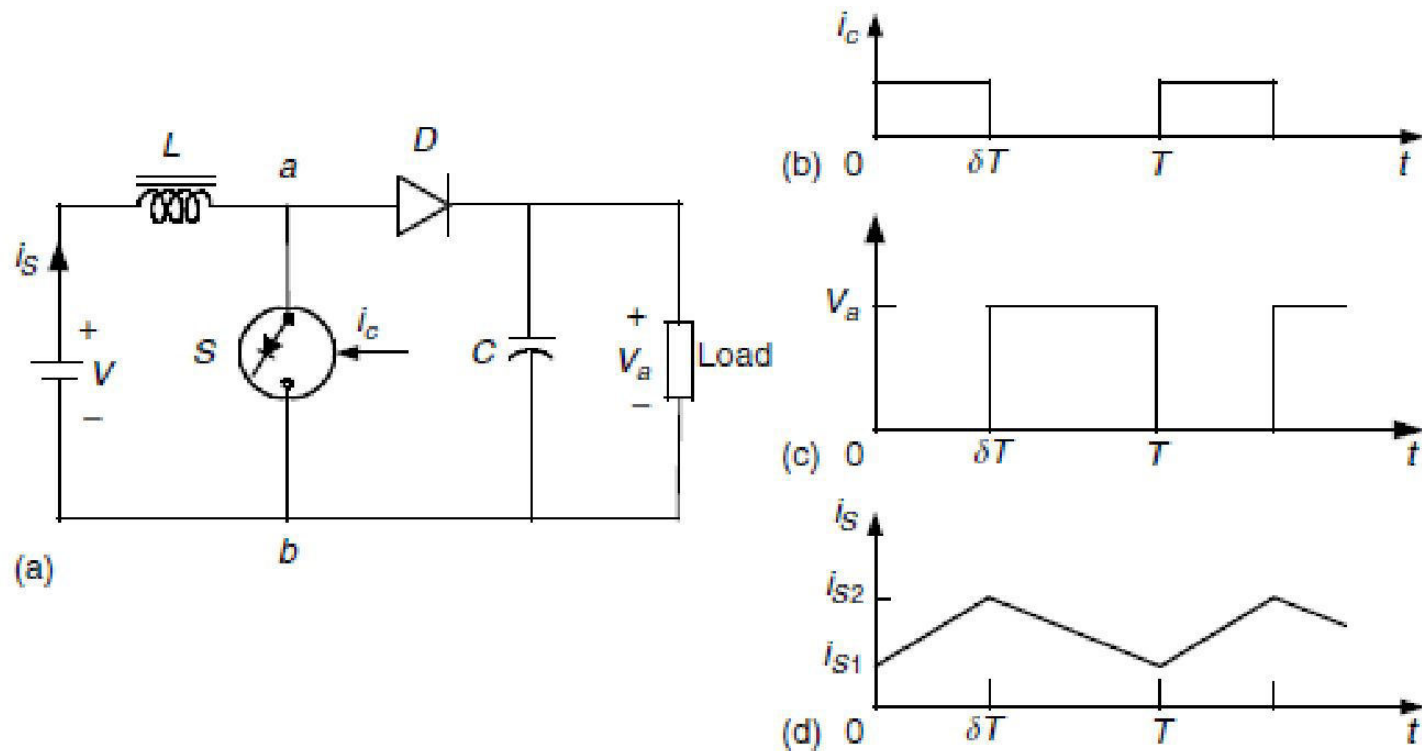 L
a
D
i_S
+
V
−
S
i_c
C
+
V_a
−
Load
b
(a)
i_c
(b) 0 δT T t
V_a
(c) 0 δT T t
i_S
i_S2
i_S1
(d) 0 δT T t